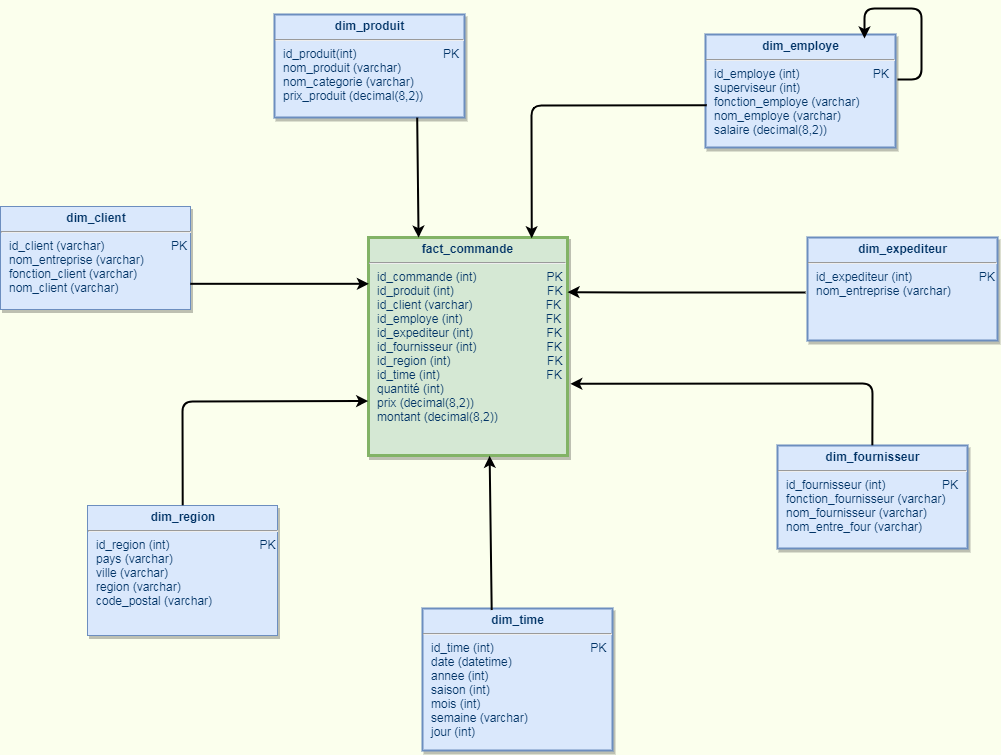 dim_produit
id_produit(int) PK
nom_produit (varchar)
nom_categorie (varchar)
prix_produit (decimal(8,2))
dim_employe
id_employe (int) PK
superviseur (int)
fonction_employe (varchar)
nom_employe (varchar)
salaire (decimal(8,2))
dim_client
id_client (varchar) PK
nom_entreprise (varchar)
fonction_client (varchar)
nom_client (varchar)
fact_commande
id_commande (int) PK
id_produit (int) FK
id_client (varchar) FK
id_employe (int) FK
id_expediteur (int) FK
id_fournisseur (int) FK
id_region (int) FK
id_time (int) FK
quantité (int)
prix (decimal(8,2))
montant (decimal(8,2))
dim_expediteur
id_expediteur (int) PK
nom_entreprise (varchar)
dim_fournisseur
id_fournisseur (int) PK
fonction_fournisseur (varchar)
nom_fournisseur (varchar)
nom_entre_four (varchar)
dim_region
id_region (int) PK
pays (varchar)
ville (varchar)
region (varchar)
code_postal (varchar)
dim_time
id_time (int) PK
date (datetime)
annee (int)
saison (int)
mois (int)
semaine (varchar)
jour (int)